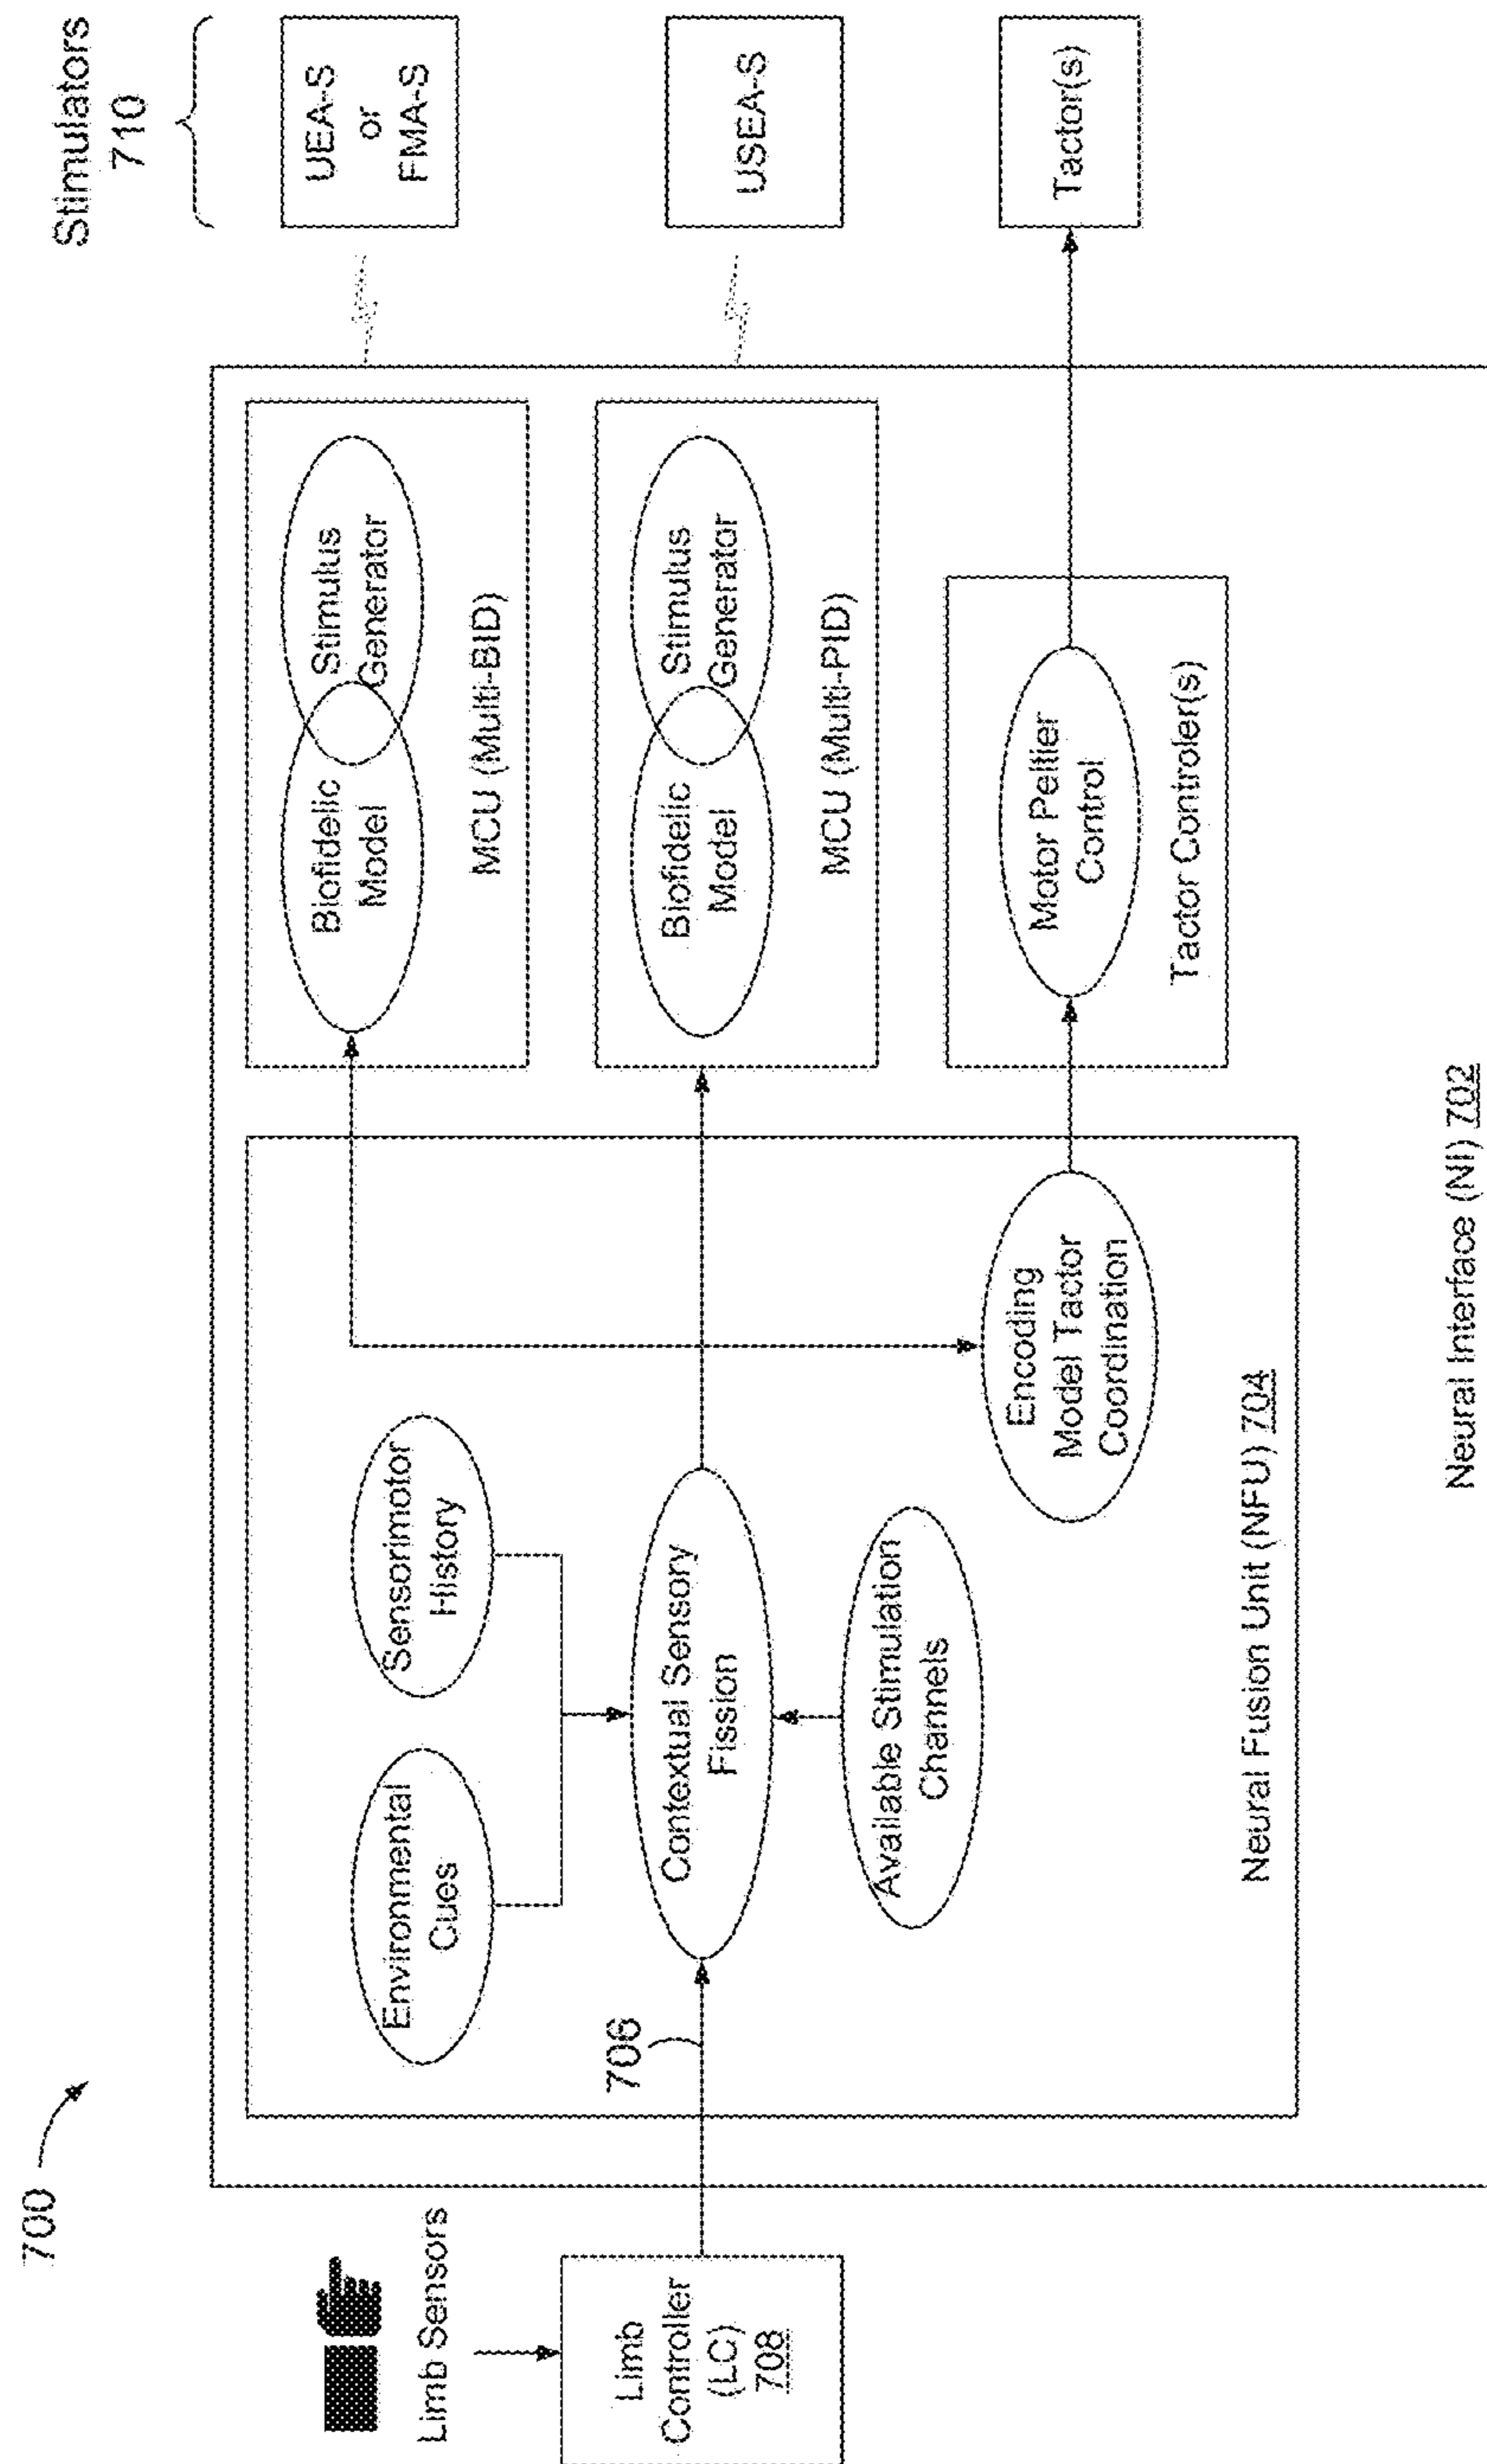 700
Limb Sensors
Limb
Controller
(LC)
708
706
Environmental
Cues
Sensorimotor
History
Contextual Sensory
Fission
Available Stimulation
Channels
Encoding
Model Tactor
Coordination
Neural Fusion Unit (NFU) 704
Biofidelic
Model
Stimulus
Generator
MCU (Multi-BID)
Biofidelic
Model
Stimulus
Generator
MCU (Multi-PID)
Motor Peltier
Control
Tactor Controler(s)
Neural Interface (NI) 702
Stimulators
710
UEA-S
or
FMA-S
USEA-S
Tactor(s)